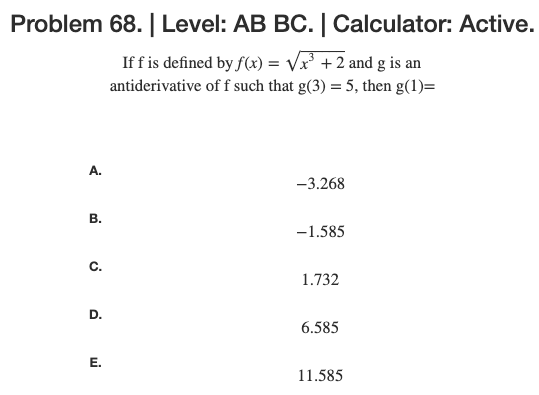 Problem 68. | Level: AB BC. | Calculator: Active.
If f is defined by f(x) = √(x³ + 2) and g is an
antiderivative of f such that g(3) = 5, then g(1)=
A.
−3.268
B.
−1.585
C.
1.732
D.
6.585
E.
11.585